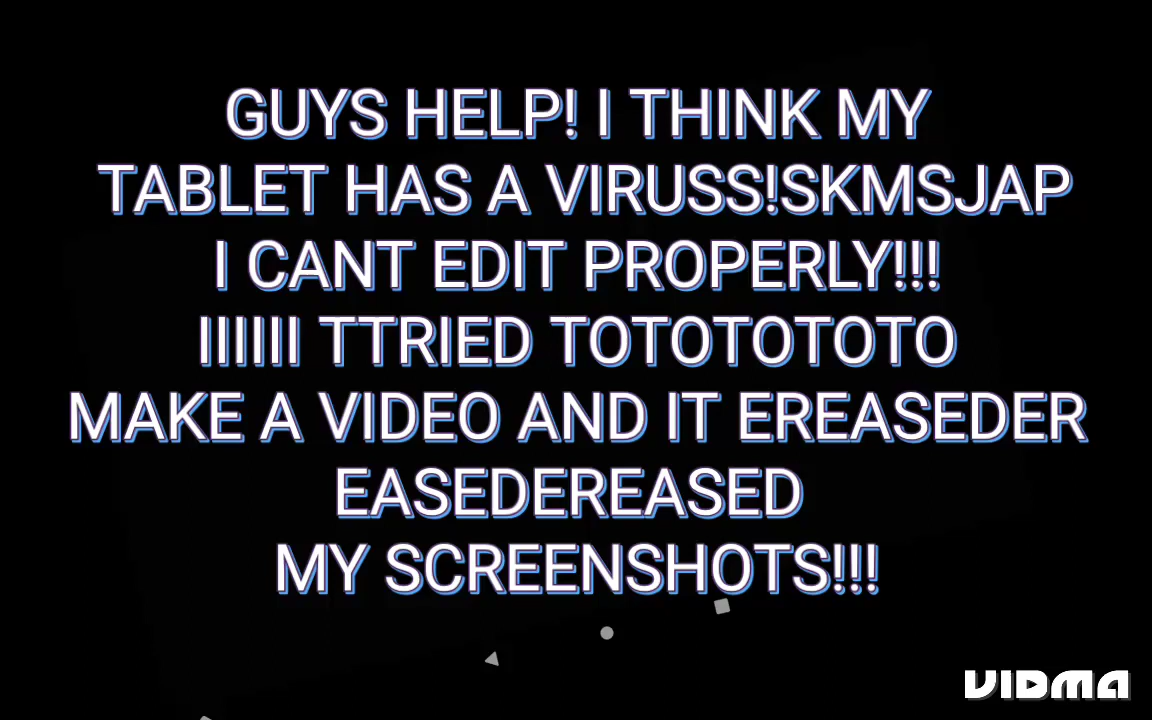 GUYS HELP! I THINK MY
TABLET HAS A VIRUSS!SKMSJAP
I CANT EDIT PROPERLY!!!
IIIIII TTRIED TOTOTOTOTO
MAKE A VIDEO AND IT EREASEDER
EASEDEREASED
MY SCREENSHOTS!!!
VIDMA